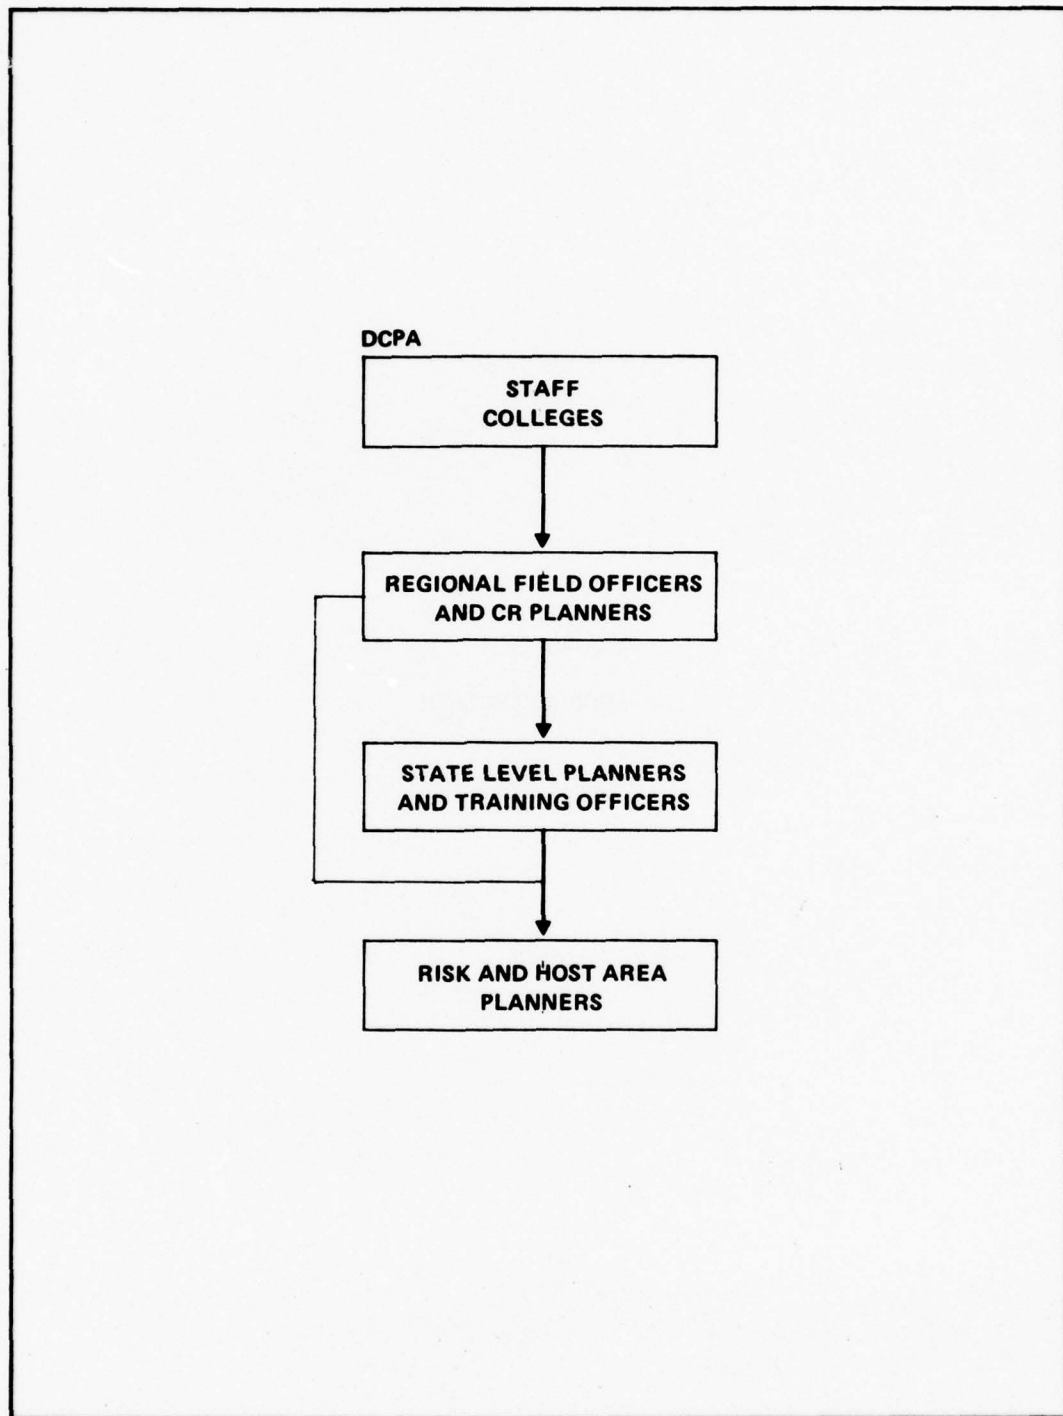 DCPA
STAFF
COLLEGES
REGIONAL FIELD OFFICERS
AND CR PLANNERS
STATE LEVEL PLANNERS
AND TRAINING OFFICERS
RISK AND HOST AREA
PLANNERS